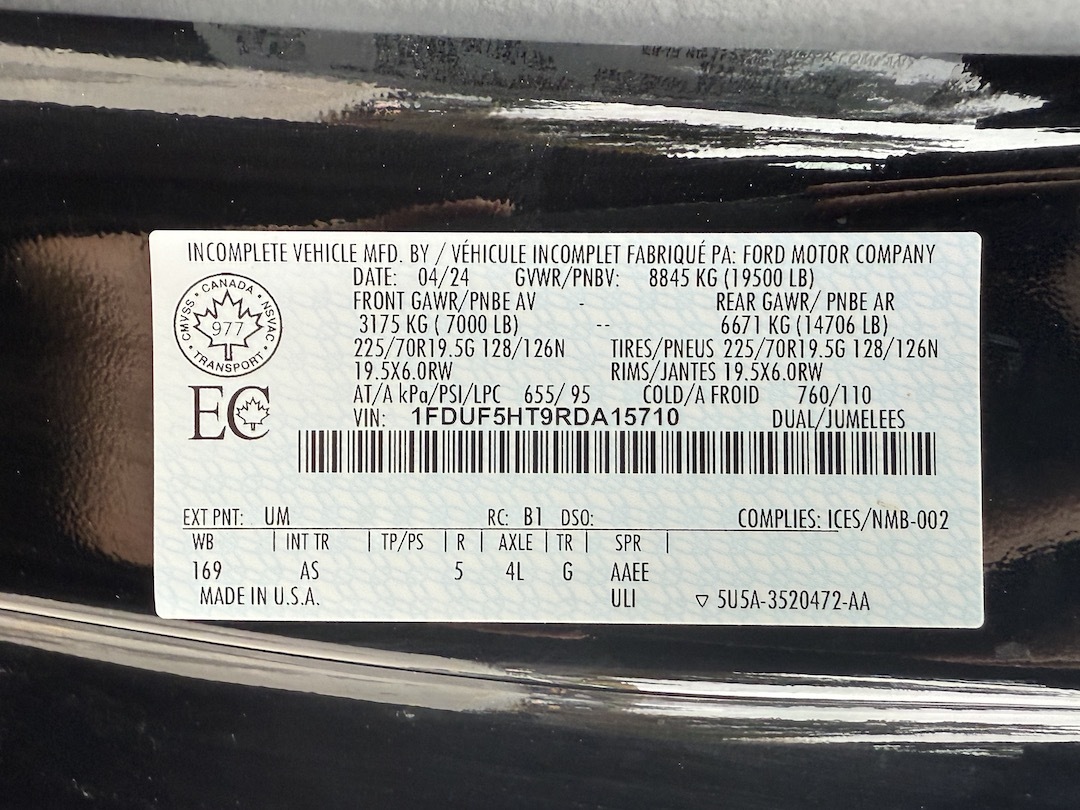 INCOMPLETE VEHICLE MFD. BY / VÉHICULE INCOMPLET FABRIQUÉ PA: FORD MOTOR COMPANY
DATE: 04/24 GVWR/PNBV: 8845 KG (19500 LB)
FRONT GAWR/PNBE AV - REAR GAWR/ PNBE AR
3175 KG ( 7000 LB) -- 6671 KG (14706 LB)
225/70R19.5G 128/126N TIRES/PNEUS 225/70R19.5G 128/126N
19.5X6.0RW RIMS/JANTES 19.5X6.0RW
AT/A kPa/PSI/LPC 655/ 95 COLD/A FROID 760/110
VIN: 1FDUF5HT9RDA15710 DUAL/JUMELEES
CANADA
CMVSS · NSVAC
977
TRANSPORT
EC
EXT PNT: UM RC: B1 DSO: COMPLIES: ICES/NMB-002
WB | INT TR | TP/PS | R | AXLE | TR | SPR |
169 AS 5 4L G AAEE
MADE IN U.S.A. ULI ▽ 5U5A-3520472-AA